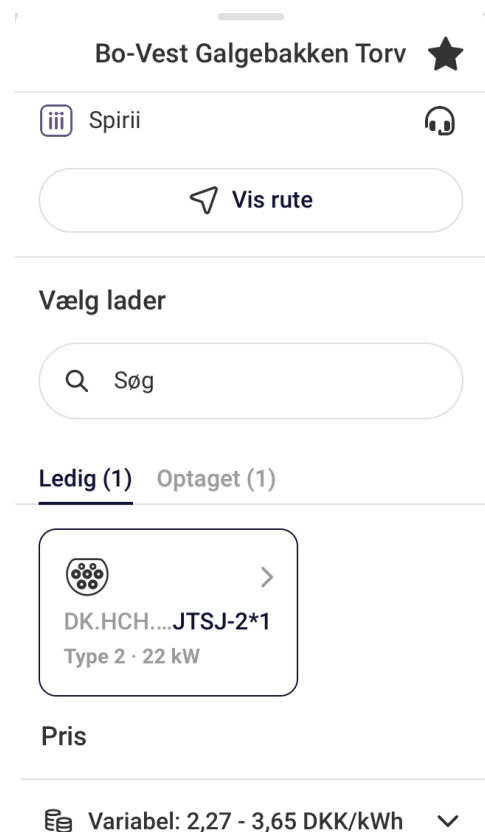 Bo-Vest Galgebakken Torv
Spirii
Vis rute
Vælg lader
Søg
Ledig (1) Optaget (1)
DK.HCH.…JTSJ-2*1
Type 2 · 22 kW
Pris
Variabel: 2,27 - 3,65 DKK/kWh